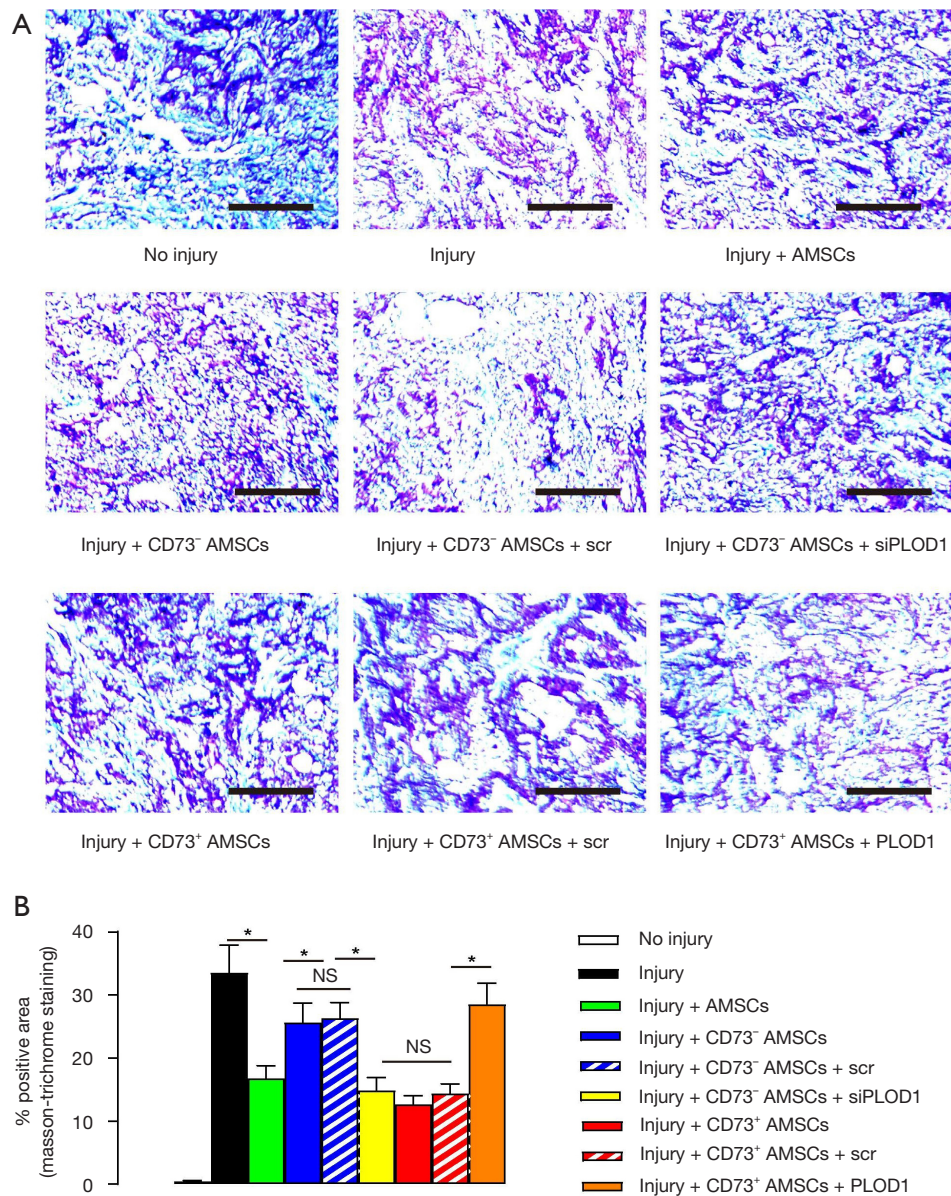 A
No injury
Injury
Injury + AMSCs
Injury + CD73⁻ AMSCs
Injury + CD73⁻ AMSCs + scr
Injury + CD73⁻ AMSCs + siPLOD1
Injury + CD73⁺ AMSCs
Injury + CD73⁺ AMSCs + scr
Injury + CD73⁺ AMSCs + PLOD1
B
% positive area
(masson-trichrome staining)
40
30
20
10
0
*
*
NS
*
NS
*
No injury
Injury
Injury + AMSCs
Injury + CD73⁻ AMSCs
Injury + CD73⁻ AMSCs + scr
Injury + CD73⁻ AMSCs + siPLOD1
Injury + CD73⁺ AMSCs
Injury + CD73⁺ AMSCs + scr
Injury + CD73⁺ AMSCs + PLOD1